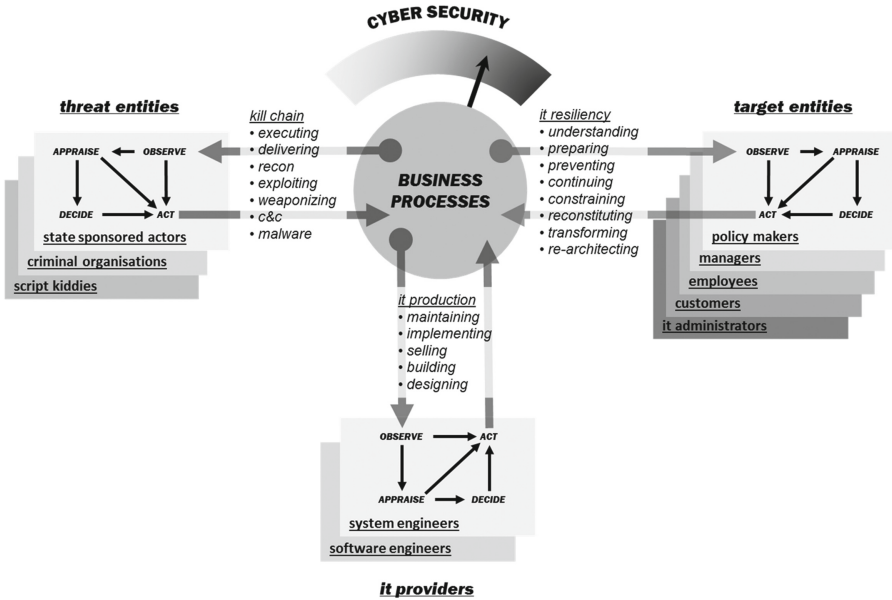 CYBER SECURITY
threat entities
APPRAISE
OBSERVE
DECIDE
ACT
state sponsored actors
criminal organisations
script kiddies
kill chain
• executing
• delivering
• recon
• exploiting
• weaponizing
• c&c
• malware
BUSINESS
PROCESSES
it resiliency
• understanding
• preparing
• preventing
• continuing
• constraining
• reconstituting
• transforming
• re-architecting
target entities
OBSERVE
APPRAISE
ACT
DECIDE
policy makers
managers
employees
customers
it administrators
it production
• maintaining
• implementing
• selling
• building
• designing
OBSERVE
ACT
APPRAISE
DECIDE
system engineers
software engineers
it providers